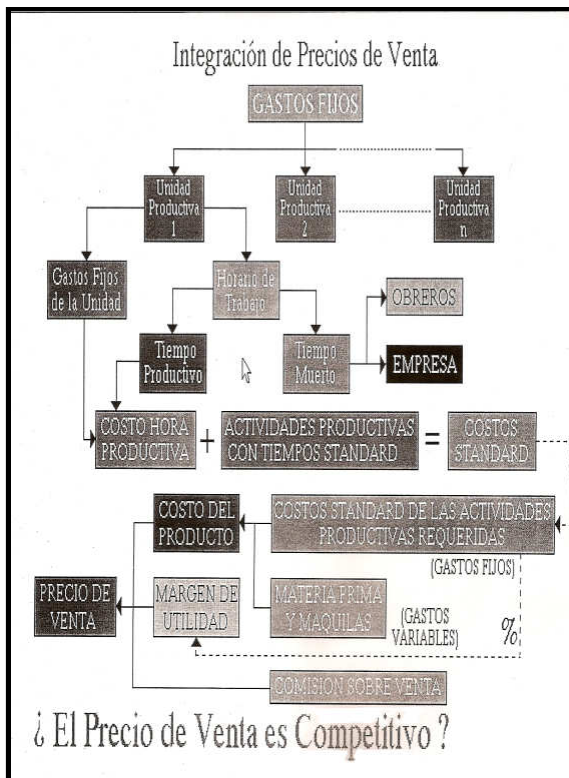 Integración de Precios de Venta
GASTOS FIJOS
Unidad
Productiva
1
Unidad
Productiva
2
Unidad
Productiva
n
Gastos Fijos
de la Unidad
Horario de
Trabajo
OBREROS
Tiempo
Productivo
Tiempo
Muerto
EMPRESA
COSTO HORA
PRODUCTIVA
+
ACTIVIDADES PRODUCTIVAS
CON TIEMPOS STANDARD
=
COSTOS
STANDARD
COSTO DEL
PRODUCTO
COSTOS STANDARD DE LAS ACTIVIDADES
PRODUCTIVAS REQUERIDAS
(GASTOS FIJOS)
PRECIO DE
VENTA
MARGEN DE
UTILIDAD
MATERIA PRIMA
Y MAQUILAS
(GASTOS
VARIABLES)
%
COMISION SOBRE VENTA
¿ El Precio de Venta es Competitivo ?